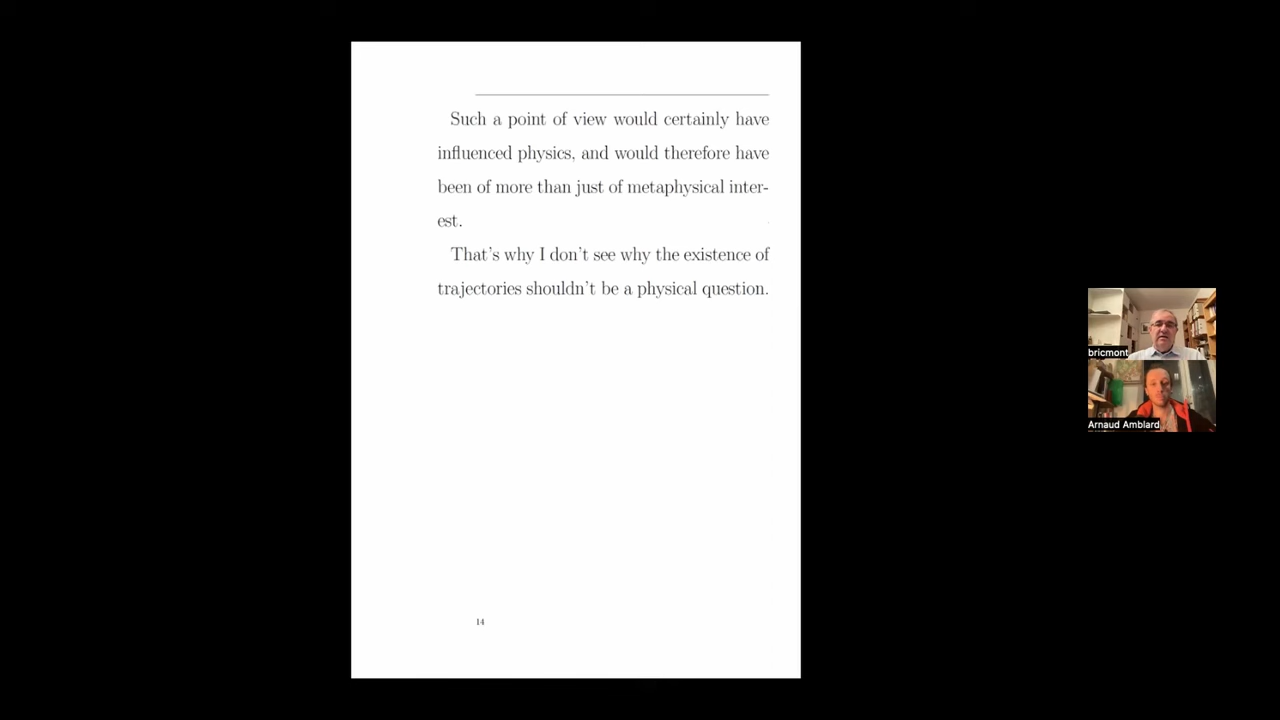 Such a point of view would certainly have
influenced physics, and would therefore have
been of more than just of metaphysical inter-
est.
That's why I don't see why the existence of
trajectories shouldn't be a physical question.
14
bricmont
Arnaud Amblard